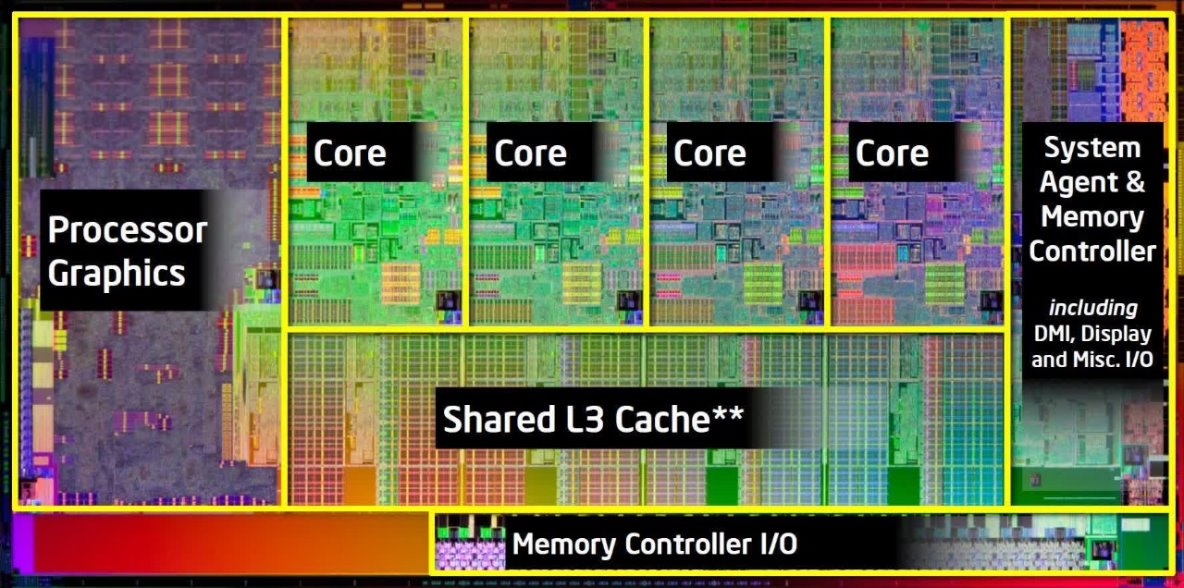 Processor
Graphics
Core
Core
Core
Core
System
Agent &
Memory
Controller
including
DMI, Display
and Misc. I/O
Shared L3 Cache**
Memory Controller I/O